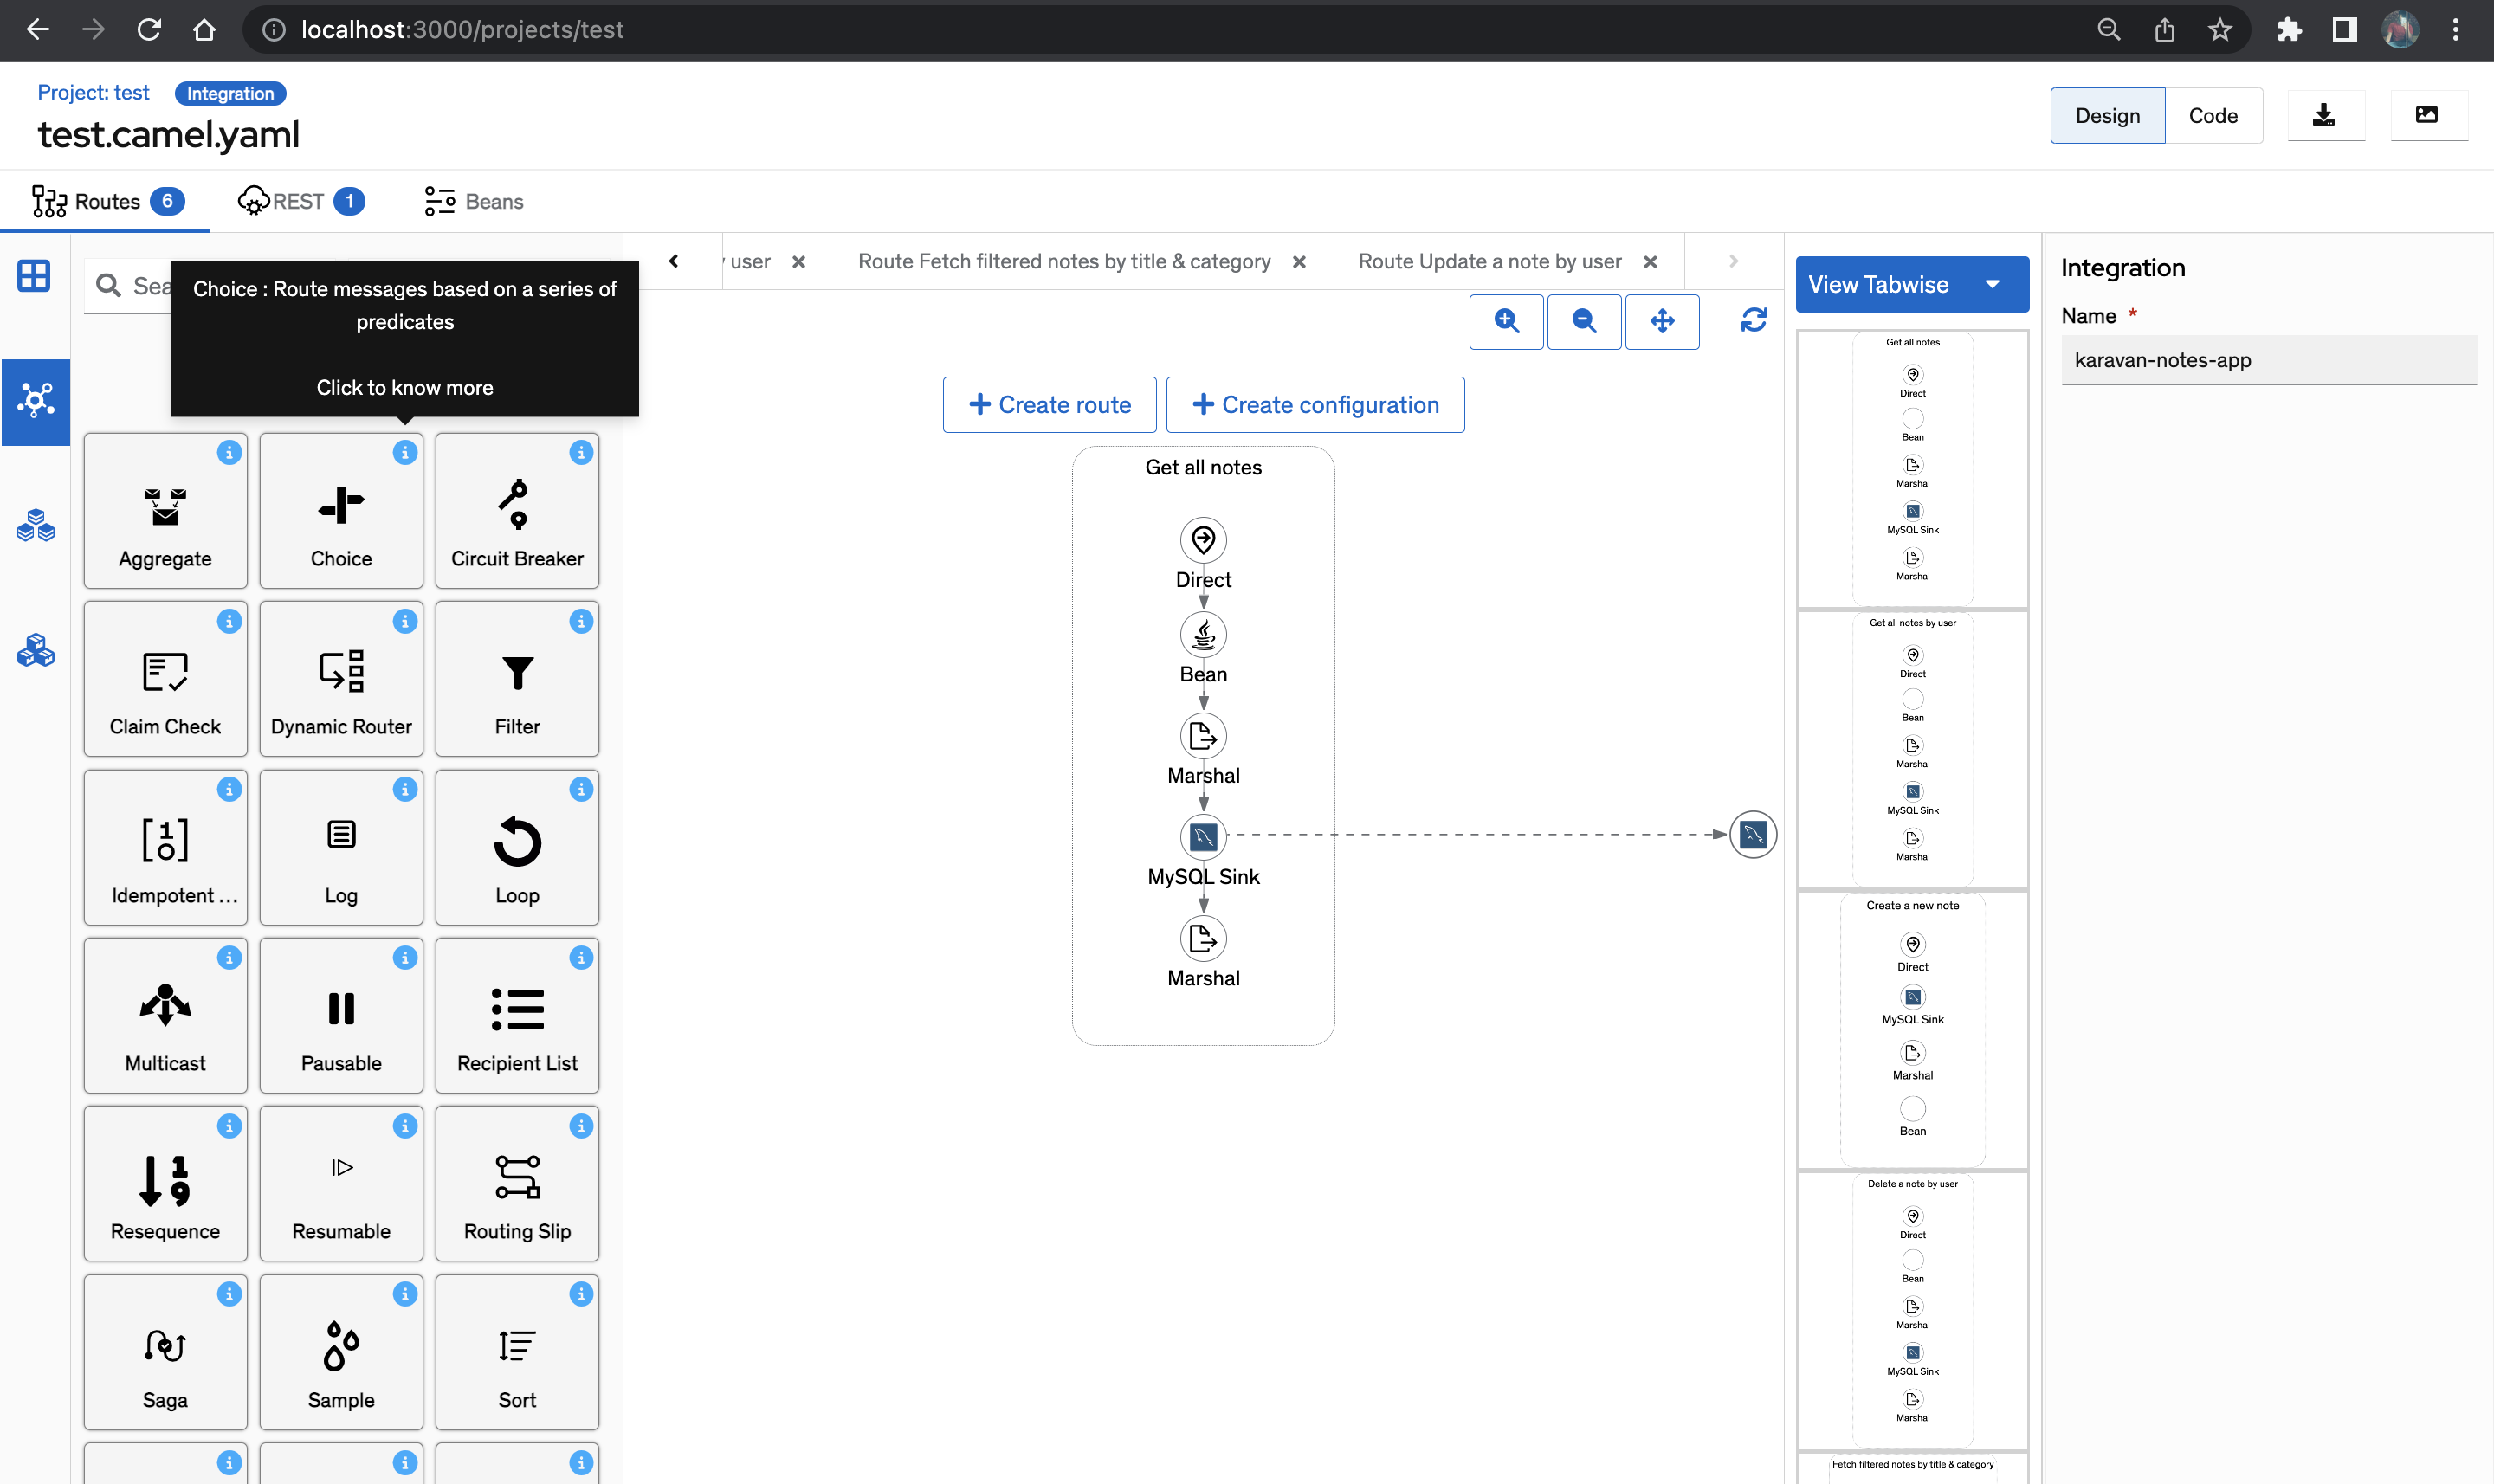 localhost:3000/projects/test
Project: test
Integration
test.camel.yaml
Design
Code
Routes 6
REST 1
Beans
Sea
Choice : Route messages based on a series of
predicates
Click to know more
Aggregate
Choice
Circuit Breaker
Claim Check
Dynamic Router
Filter
Idempotent ...
Log
Loop
Multicast
Pausable
Recipient List
Resequence
Resumable
Routing Slip
Saga
Sample
Sort
user
Route Fetch filtered notes by title & category
Route Update a note by user
Create route
Create configuration
Get all notes
Direct
Bean
Marshal
MySQL Sink
Marshal
View Tabwise
Get all notes
Direct
Bean
Marshal
MySQL Sink
Marshal
Get all notes by user
Direct
Bean
Marshal
MySQL Sink
Marshal
Create a new note
Direct
MySQL Sink
Marshal
Bean
Delete a note by user
Direct
Bean
Marshal
MySQL Sink
Marshal
Fetch filtered notes by title & category
Integration
Name *
karavan-notes-app